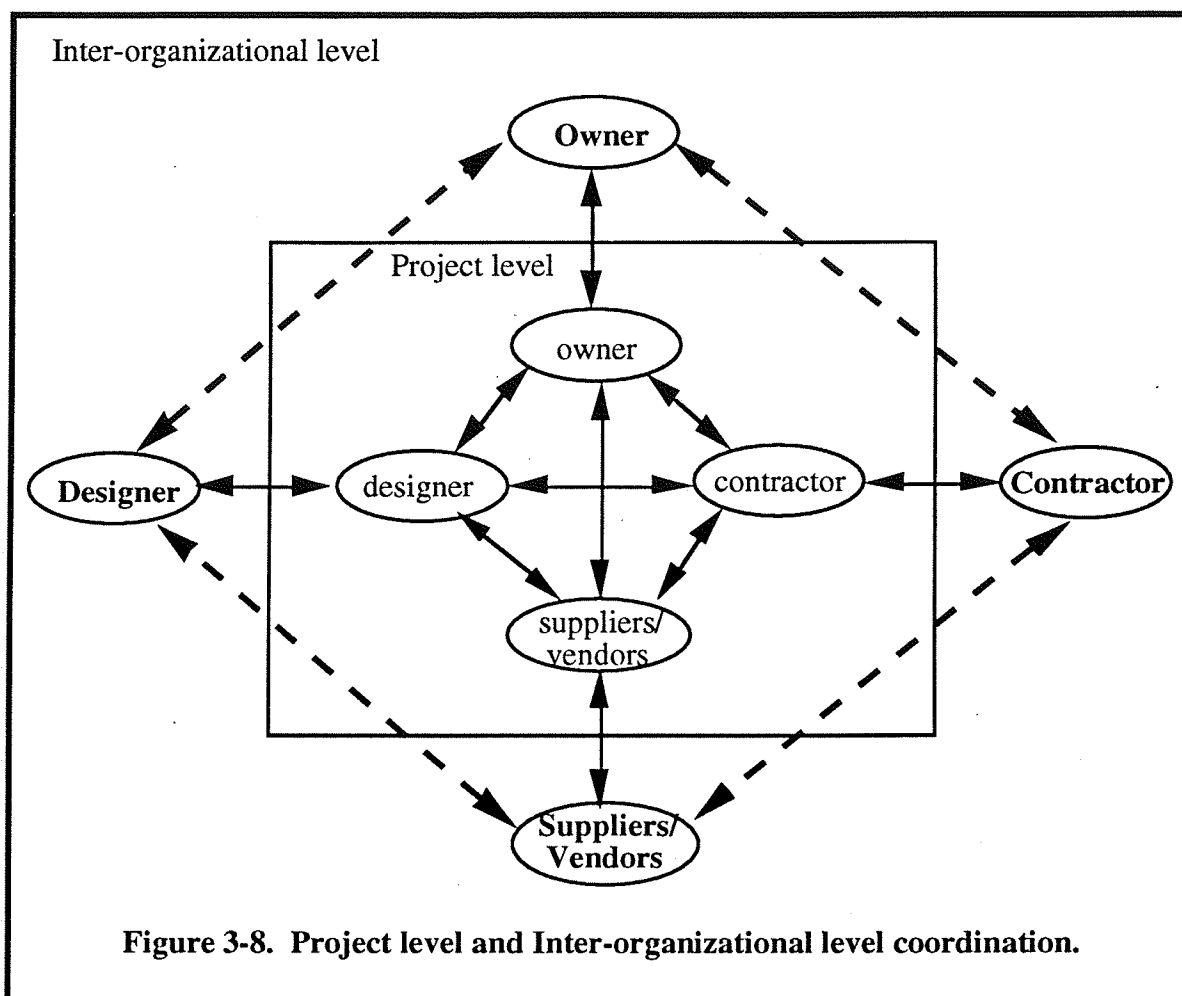 Inter-organizational level
Owner
Project level
owner
Designer
designer
contractor
Contractor
suppliers/
vendors
Suppliers/
Vendors
Figure 3-8. Project level and Inter-organizational level coordination.